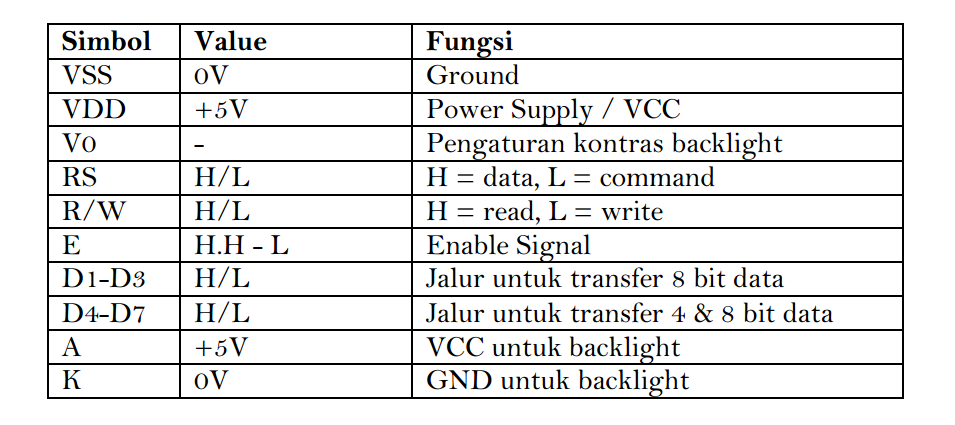 Simbol Value Fungsi
VSS 0V Ground
VDD +5V Power Supply / VCC
V0 - Pengaturan kontras backlight
RS H/L H = data, L = command
R/W H/L H = read, L = write
E H.H - L Enable Signal
D1-D3 H/L Jalur untuk transfer 8 bit data
D4-D7 H/L Jalur untuk transfer 4 & 8 bit data
A +5V VCC untuk backlight
K 0V GND untuk backlight